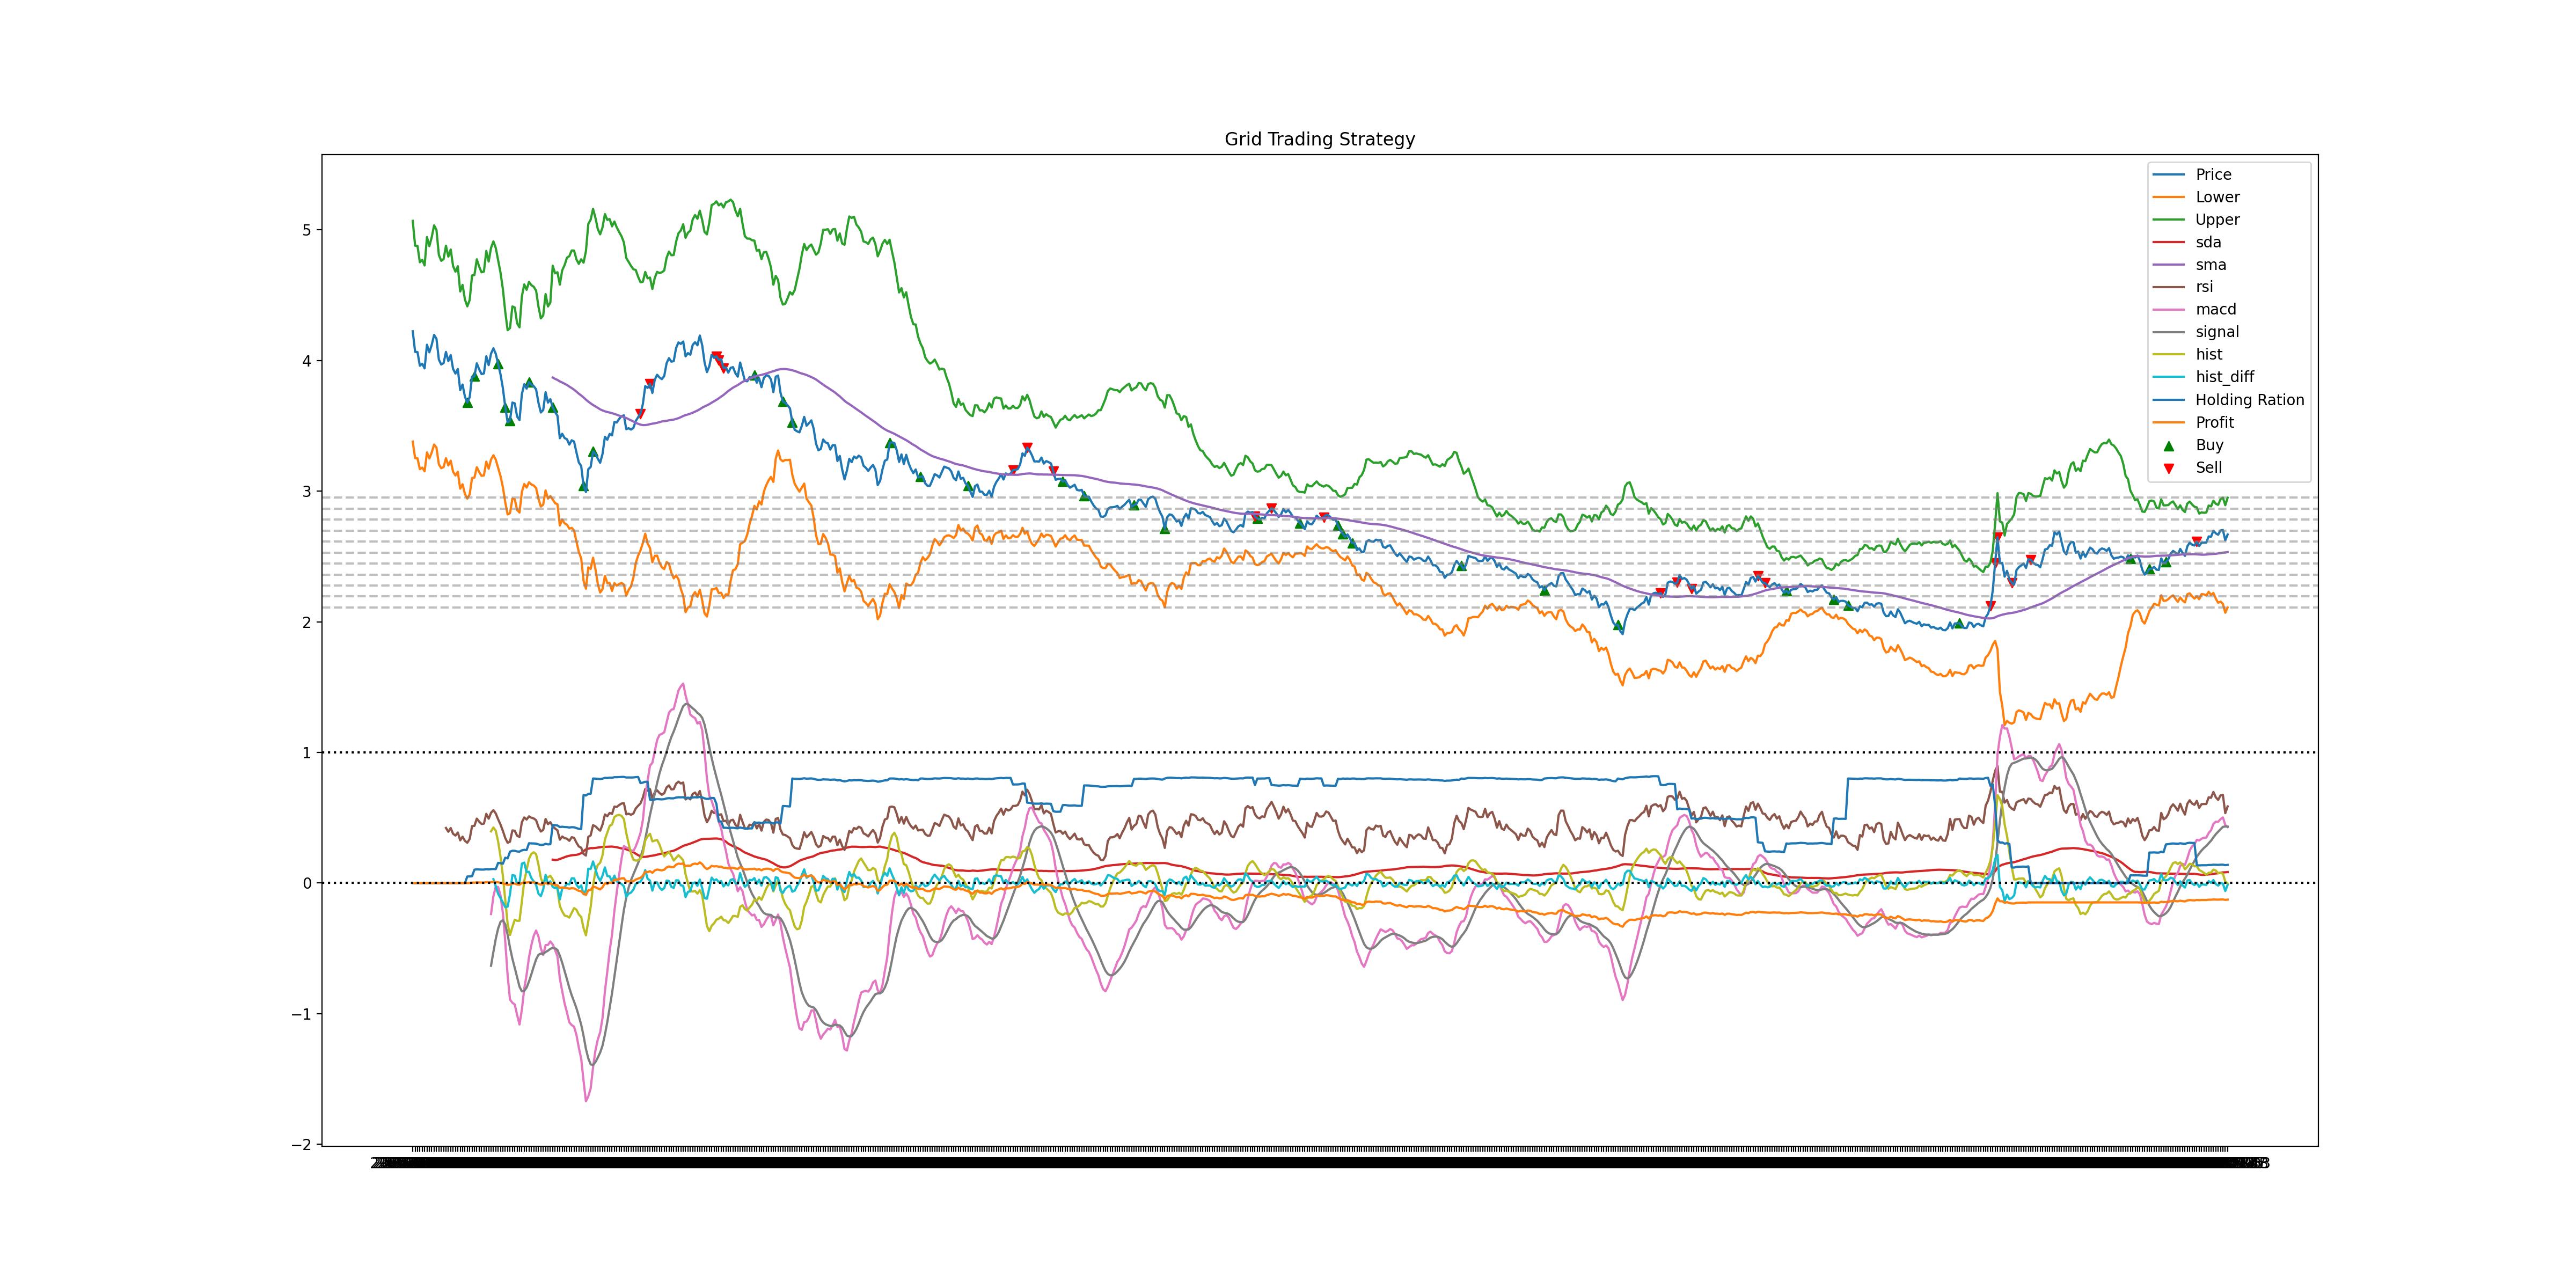 Grid Trading Strategy
5
4
3
2
1
0
−1
−2
Price
Lower
Upper
sda
sma
rsi
macd
signal
hist
hist_diff
Holding Ration
Profit
Buy
Sell